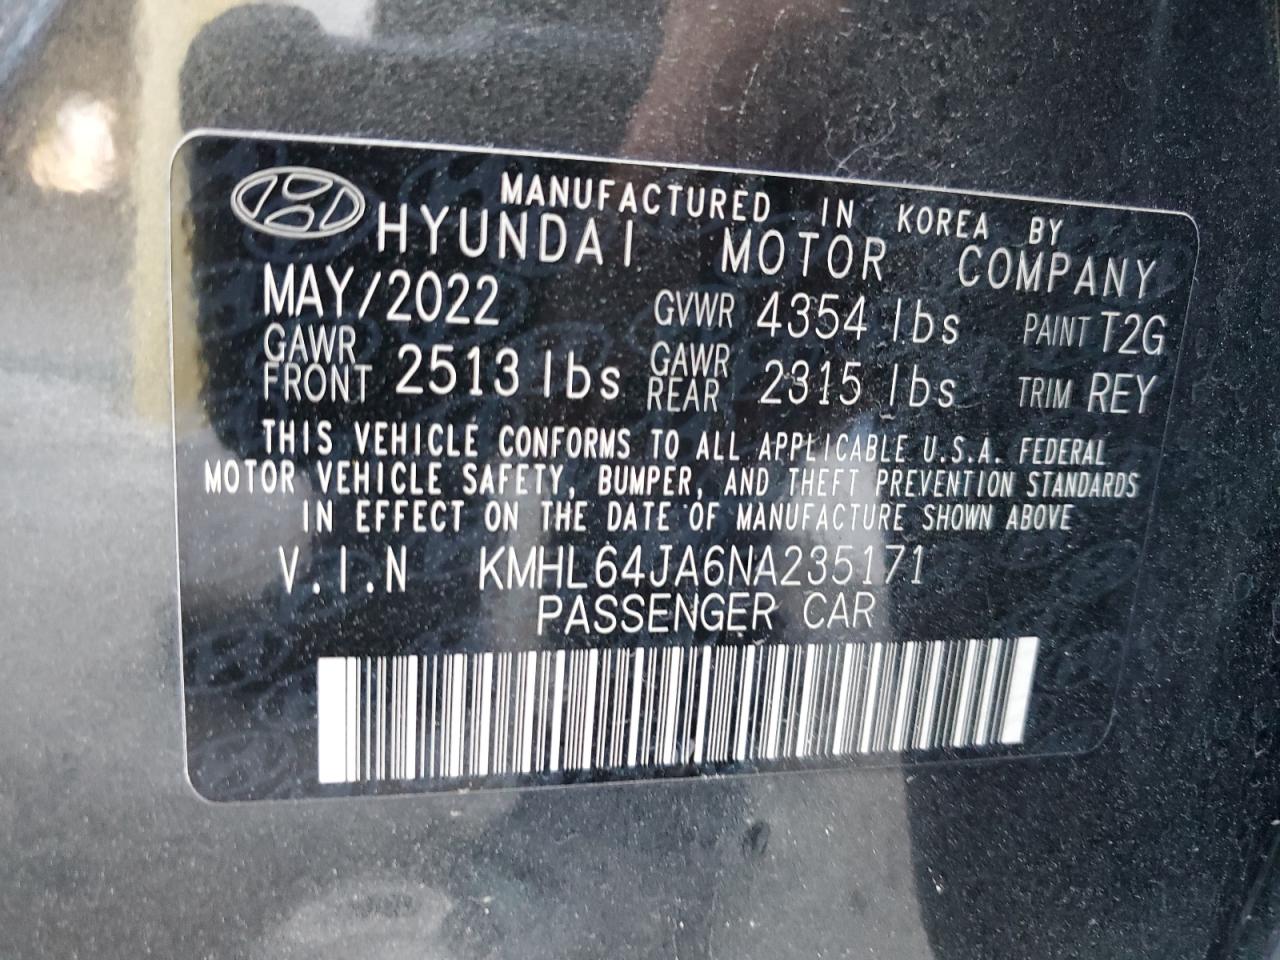 MANUFACTURED IN KOREA BY
HYUNDAI MOTOR COMPANY
MAY/2022 GVWR 4354 lbs PAINT T2G
GAWR FRONT 2513 lbs GAWR REAR 2315 lbs TRIM REY
THIS VEHICLE CONFORMS TO ALL APPLICABLE U.S.A. FEDERAL
MOTOR VEHICLE SAFETY, BUMPER, AND THEFT PREVENTION STANDARDS
IN EFFECT ON THE DATE OF MANUFACTURE SHOWN ABOVE
V.I.N KMHL64JA6NA235171
PASSENGER CAR